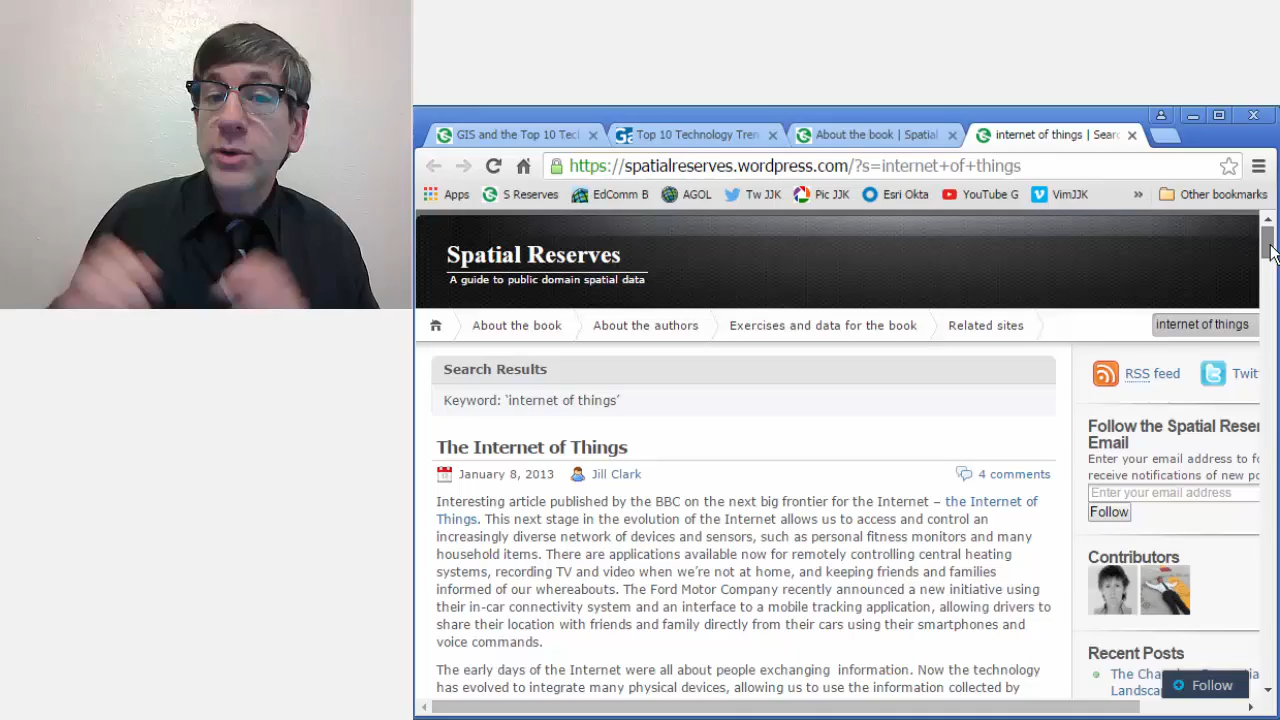 GIS and the Top 10 Tech
Top 10 Technology Tren
About the book | Spatial
internet of things | Sear
https://spatialreserves.wordpress.com/?s=internet+of+things
Apps S Reserves EdComm B AGOL Tw JJK Pic JJK Esri Okta YouTube G VimJJK » Other bookmarks
Spatial Reserves
A guide to public domain spatial data
About the book About the authors Exercises and data for the book Related sites internet of things
Search Results
Keyword: `internet of things’
The Internet of Things
January 8, 2013 Jill Clark 4 comments
Interesting article published by the BBC on the next big frontier for the Internet – the Internet of
Things. This next stage in the evolution of the Internet allows us to access and control an
increasingly diverse network of devices and sensors, such as personal fitness monitors and many
household items. There are applications available now for remotely controlling central heating
systems, recording TV and video when we’re not at home, and keeping friends and families
informed of our whereabouts. The Ford Motor Company recently announced a new initiative using
their in-car connectivity system and an interface to a mobile tracking application, allowing drivers to
share their location with friends and family directly from their cars using their smartphones and
voice commands.
The early days of the Internet were all about people exchanging information. Now the technology
has evolved to integrate many physical devices, allowing us to use the information collected by
RSS feed Twit
Follow the Spatial Reser
Email
Enter your email address to fo
receive notifications of new po
Enter your email address
Follow
Contributors
Recent Posts
The Cha
Landsca
Follow